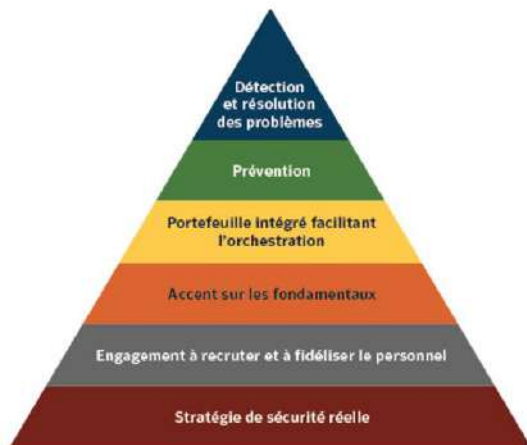 Détection
et résolution
des problèmes
Prévention
Portefeuille intégré facilitant
l'orchestration
Accent sur les fondamentaux
Engagement à recruter et à fidéliser le personnel
Stratégie de sécurité réelle